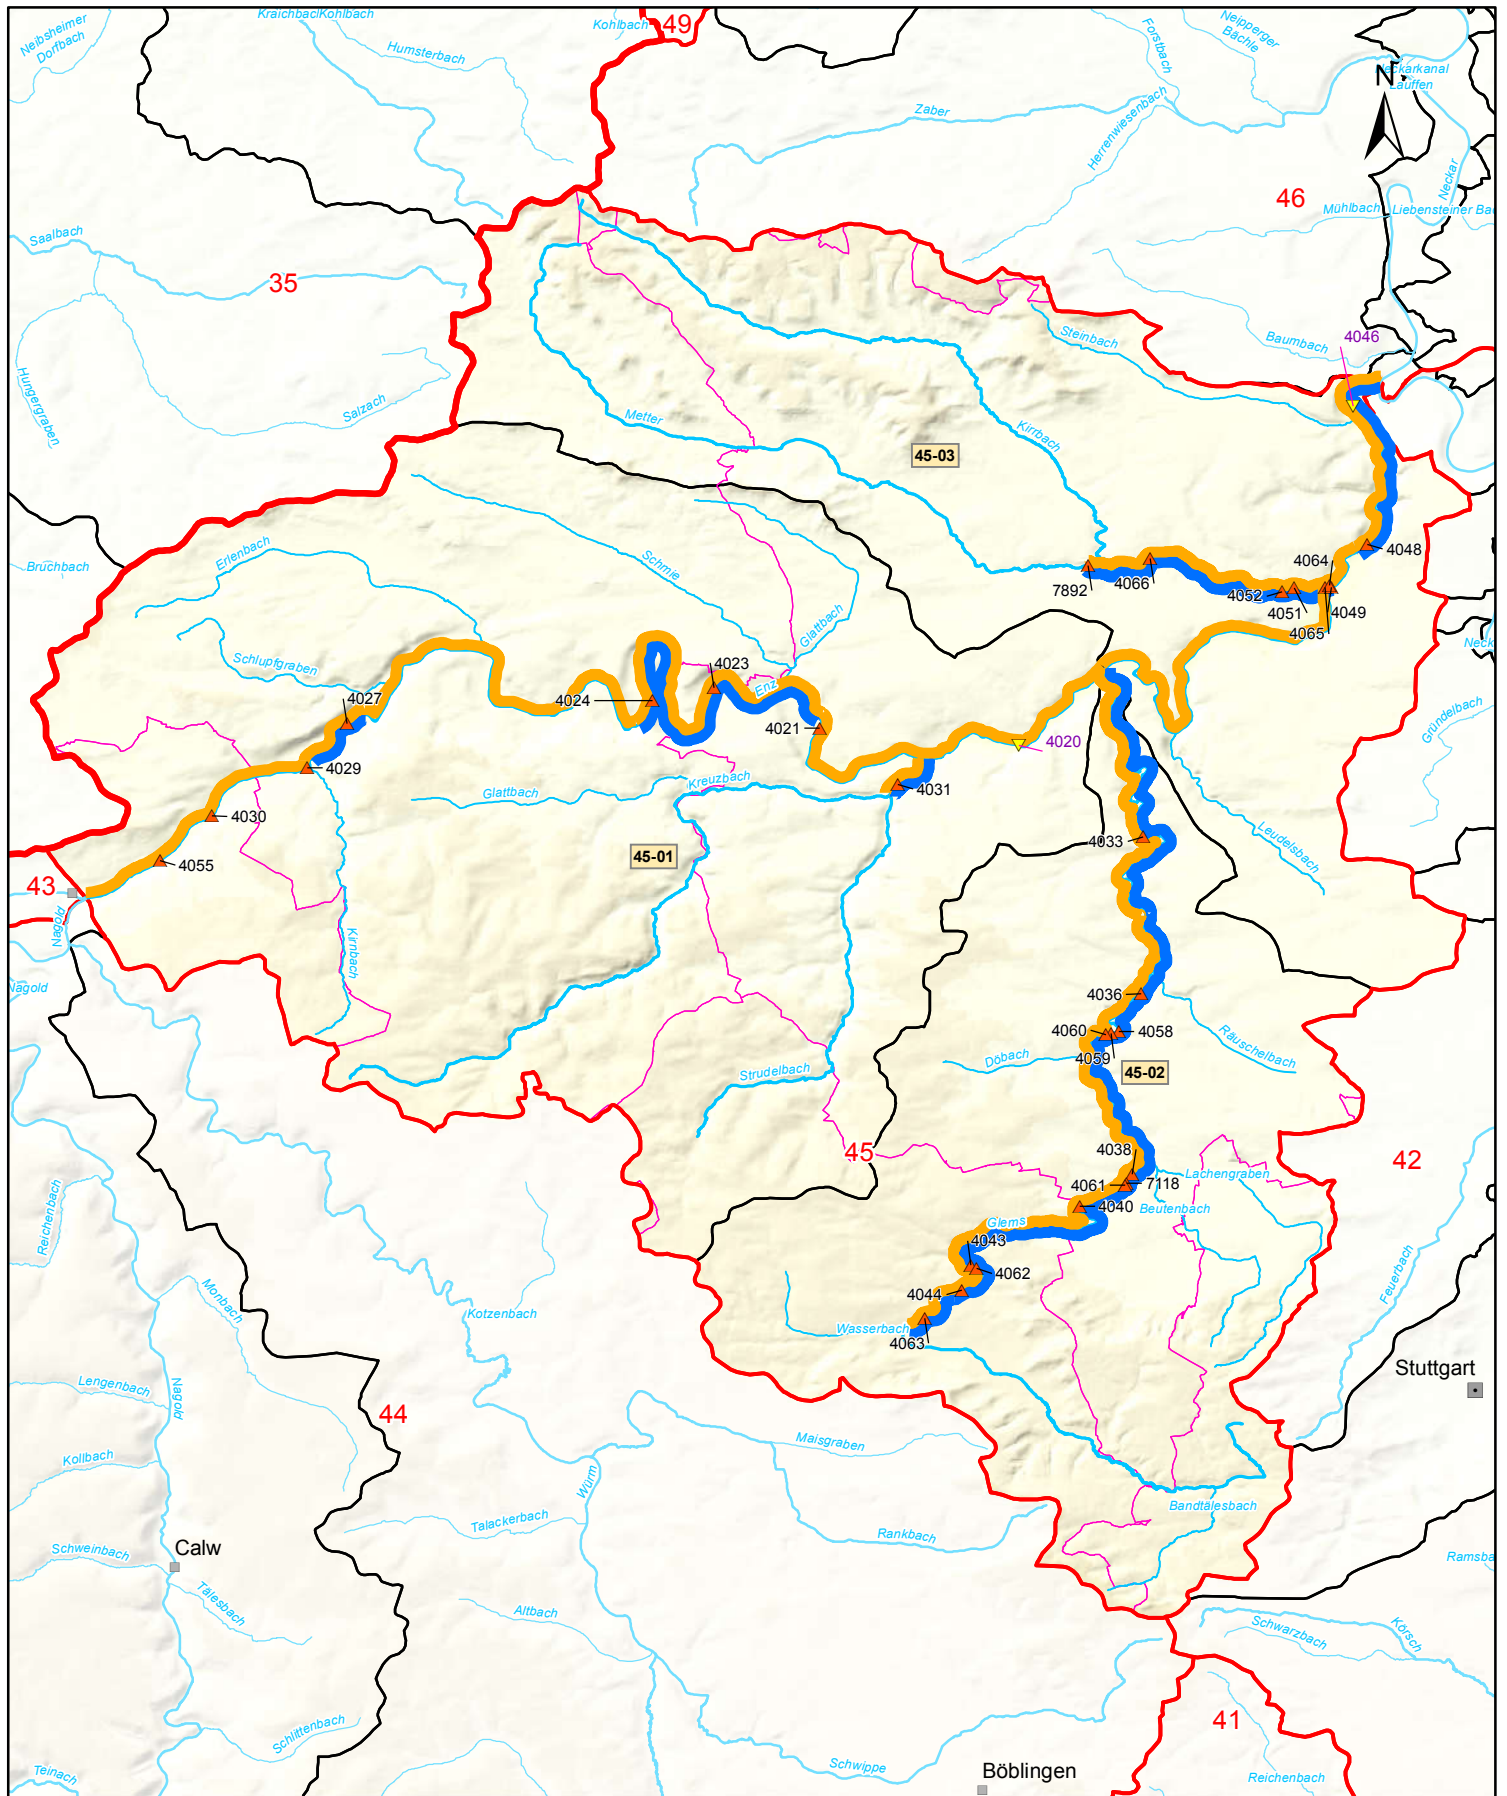 Neibsheimer
Dorfbach
Kohlbach
49
Humsterbach
Kohlbach
Forstbach
Neipperger
Bächle
Neckarkanal
Lauffen
N
Zaber
Herrenwiesenbach
Neckar
46
Mühlbach
Liebensteiner
Saalbach
35
Steinbach
Baumbach
4046
Hungergraben
Salzach
Metter
Kirrbach
45-03
Erlenbach
Bruchbach
Schmie
4064
4048
7892
4066
4052
4051
4049
4065
Glattbach
Schlupfgraben
4023
Enz
4027
4024
4021
4020
Gründelbach
4029
Glattbach
Kreuzbach
4031
4030
4033
Leudelsbach
4055
45-01
43
Nagold
Kirnbach
Nagold
4036
4060
4058
4059
Räuschelbach
Döbach
45-02
Strudelbach
4038
45
42
4061
7118
Lachengraben
4040
Beutenbach
Reichenbach
Glems
4043
4062
4044
Feuerbach
Monbach
Kotzenbach
Wasserbach
4063
Stuttgart
Lengenbach
Nagold
44
Maisgraben
Kollbach
Würm
Bandtälesbach
Talackerbach
Rankbach
Calw
Schweinbach
Tälesbach
Altbach
Schwarzbach
Körsch
41
Schlittenbach
Schwippe
Teinach
Böblingen
Reichenbach